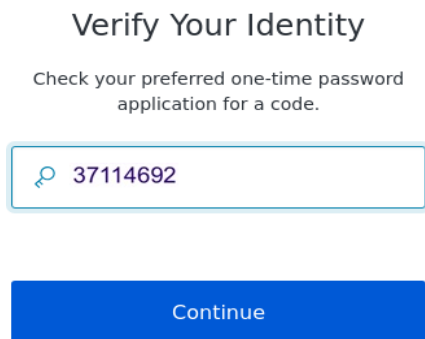 Verify Your Identity
Check your preferred one-time password
application for a code.
37114692
Continue